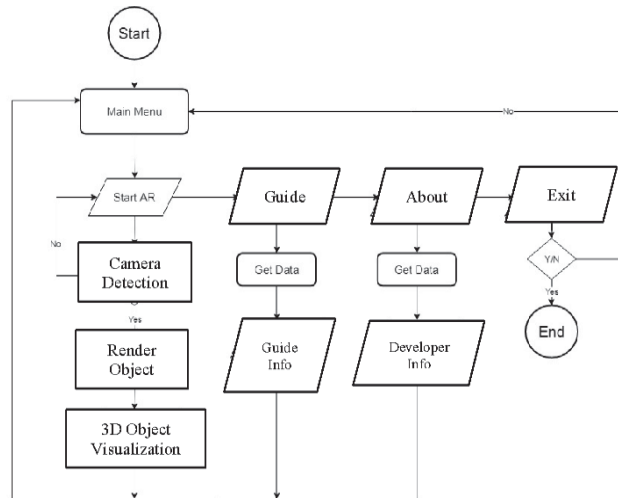 Start
Main Menu
No
Start AR
Guide
About
Exit
No
Camera
Detection
Get Data
Get Data
Y/N
Yes
Yes
Render
Object
Guide
Info
Developer
Info
End
3D Object
Visualization